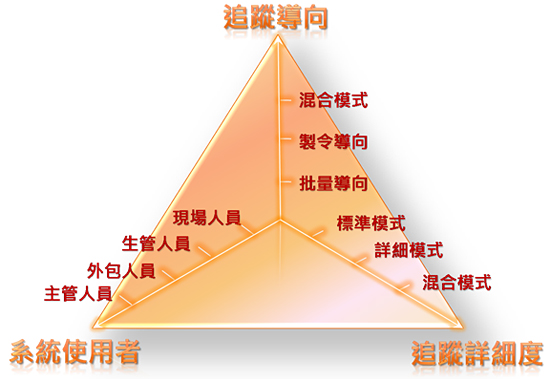 追蹤導向
混合模式
製令導向
批量導向
現場人員
標準模式
生管人員
詳細模式
外包人員
混合模式
主管人員
系統使用者
追蹤詳細度